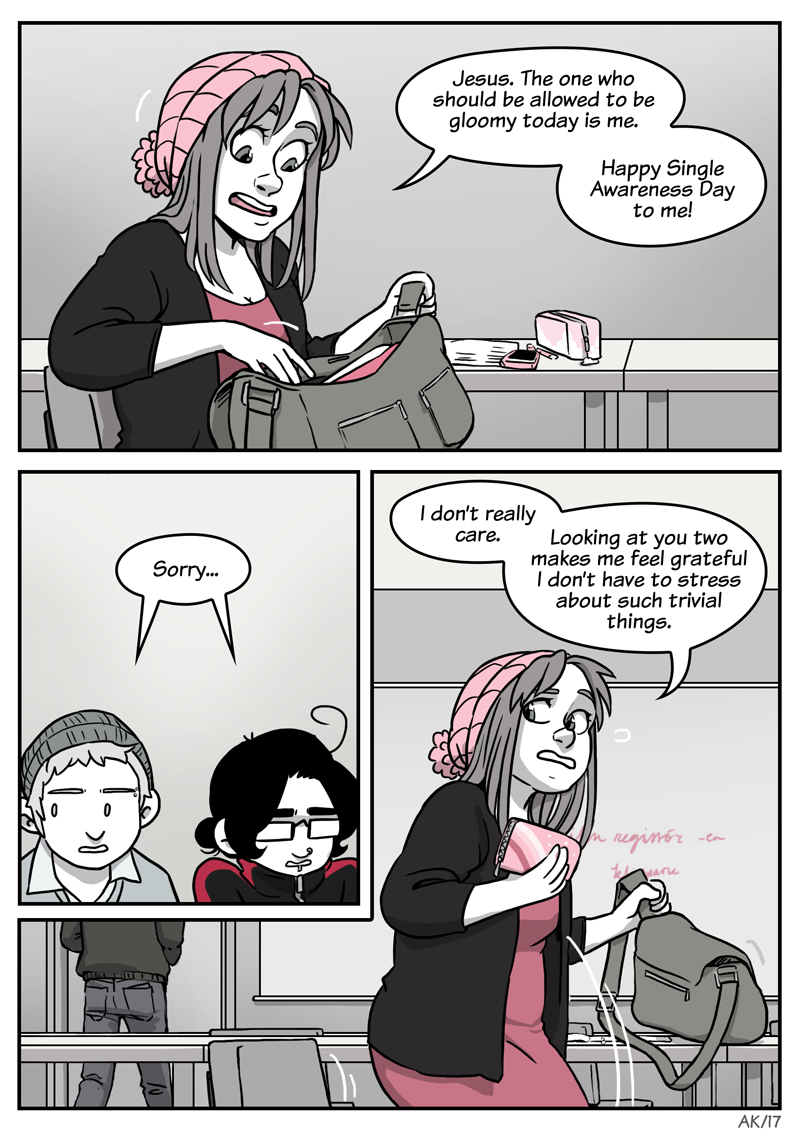 Jesus. The one who
should be allowed to be
gloomy today is me.
Happy Single
Awareness Day
to me!
Sorry...
I don't really
care.
Looking at you two
makes me feel grateful
I don't have to stress
about such trivial
things.
registrör -en
AK/17